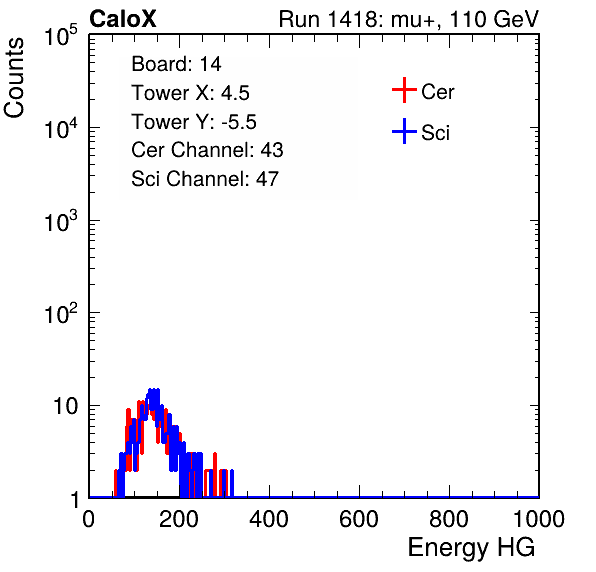 CaloX Run 1418: mu+, 110 GeV
Counts
10^5
10^4
10^3
10^2
10
1
Board: 14
Tower X: 4.5
Tower Y: -5.5
Cer Channel: 43
Sci Channel: 47
Cer
Sci
0 200 400 600 800 1000
Energy HG